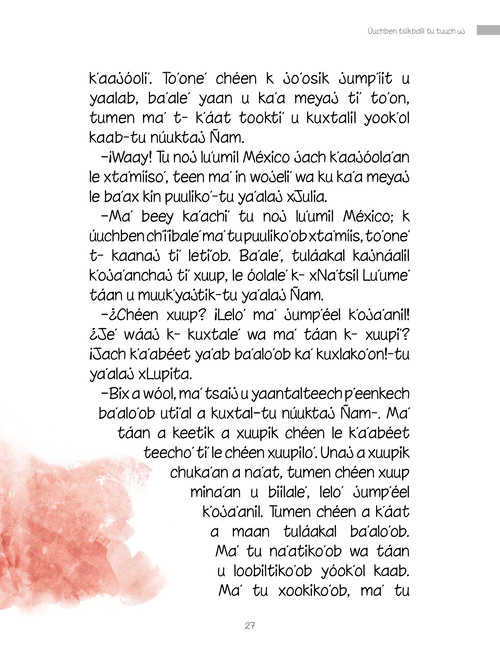 Úuchben tsikbalil tu tuuch uj
k'aajóoli'. To'one' chéen k jo'osik jump'íit u
yaalab, ba'ale' yaan u ka'a meyaj ti' to'on,
tumen ma' t- k'áat tookti' u kuxtalil yook'ol
kaab-tu núuktaj Ñam.
–¡Waay! Tu noj lu'umil México jach k'aajóola'an
le xta'miiso', teen ma' in wojeli' wa ku ka'a meyaj
le ba'ax kin puuliko'-tu ya'alaj xJulia.
–Ma' beey ka'achi' tu noj lu'umil México; k
úuchben ch'i'ibale' ma' tu puuliko'ob xta'miis, to'one'
t- kaanaj ti' leti'ob. Ba'ale', tuláakal kajnáalil
k'oja'anchaj ti' xuup, le óolale' k- xNa'tsil Lu'ume'
táan u muuk'yajtik-tu ya'alaj Ñam.
–¿Chéen xuup? ¡Lelo' ma' jump'éel k'oja'anil!
¿Je' wáaj k- kuxtale' wa ma' táan k- xuupi'?
¡Jach k'a'abéet ya'ab ba'alo'ob ka' kuxlako'on!-tu
ya'alaj xLupita.
–Bix a wóol, ma' tsaij u yaantalteech p'eenkech
ba'alo'ob uti'al a kuxtal-tu núuktaj Ñam-. Ma'
táan a keetik a xuupik chéen le k'a'abéet
teecho' ti' le chéen xuupilo'. Unaj a xuupik
chuka'an a na'at, tumen chéen xuup
mina'an u biilale', lelo' jump'éel
k'oja'anil. Tumen chéen a k'áat
a maan tuláakal ba'alo'ob.
Ma' tu na'atiko'ob wa táan
u loobiltiko'ob yóok'ol kaab.
Ma' tu xookiko'ob, ma' tu
27